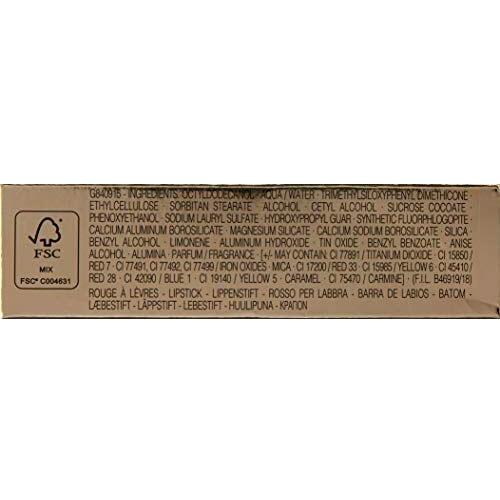 FSC
MIX
FSC® C004631
G840915 - INGREDIENTS: OCTYLDODECANOL - AQUA / WATER - TRIMETHYLSILOXYPHENYL DIMETHICONE -
ETHYLCELLULOSE - SORBITAN STEARATE - ALCOHOL - CETYL ALCOHOL - SUCROSE COCOATE -
PHENOXYETHANOL - SODIUM LAURYL SULFATE - HYDROXYPROPYL GUAR - SYNTHETIC FLUORPHLOGOPITE -
CALCIUM ALUMINUM BOROSILICATE - MAGNESIUM SILICATE - CALCIUM SODIUM BOROSILICATE - SILICA -
BENZYL ALCOHOL - LIMONENE - ALUMINUM HYDROXIDE - TIN OXIDE - BENZYL BENZOATE - ANISE
ALCOHOL - ALUMINA - PARFUM / FRAGRANCE - [+/- MAY CONTAIN: CI 77891 / TITANIUM DIOXIDE - CI 15850 /
RED 7 - CI 77491, CI 77492, CI 77499 / IRON OXIDES - MICA - CI 17200 / RED 33 - CI 15985 / YELLOW 6 - CI 45410 /
RED 28 - CI 42090 / BLUE 1 - CI 19140 / YELLOW 5 - CARAMEL - CI 75470 / CARMINE] - (F.I.L. B46919/18)
ROUGE À LÈVRES - LIPSTICK - LIPPENSTIFT - ROSSO PER LABBRA - BARRA DE LABIOS - BATOM -
LÆBESTIFT - LÄPPSTIFT - LEBESTIFT - HUULIPUNA - ΚΡΑΓΙΟΝ